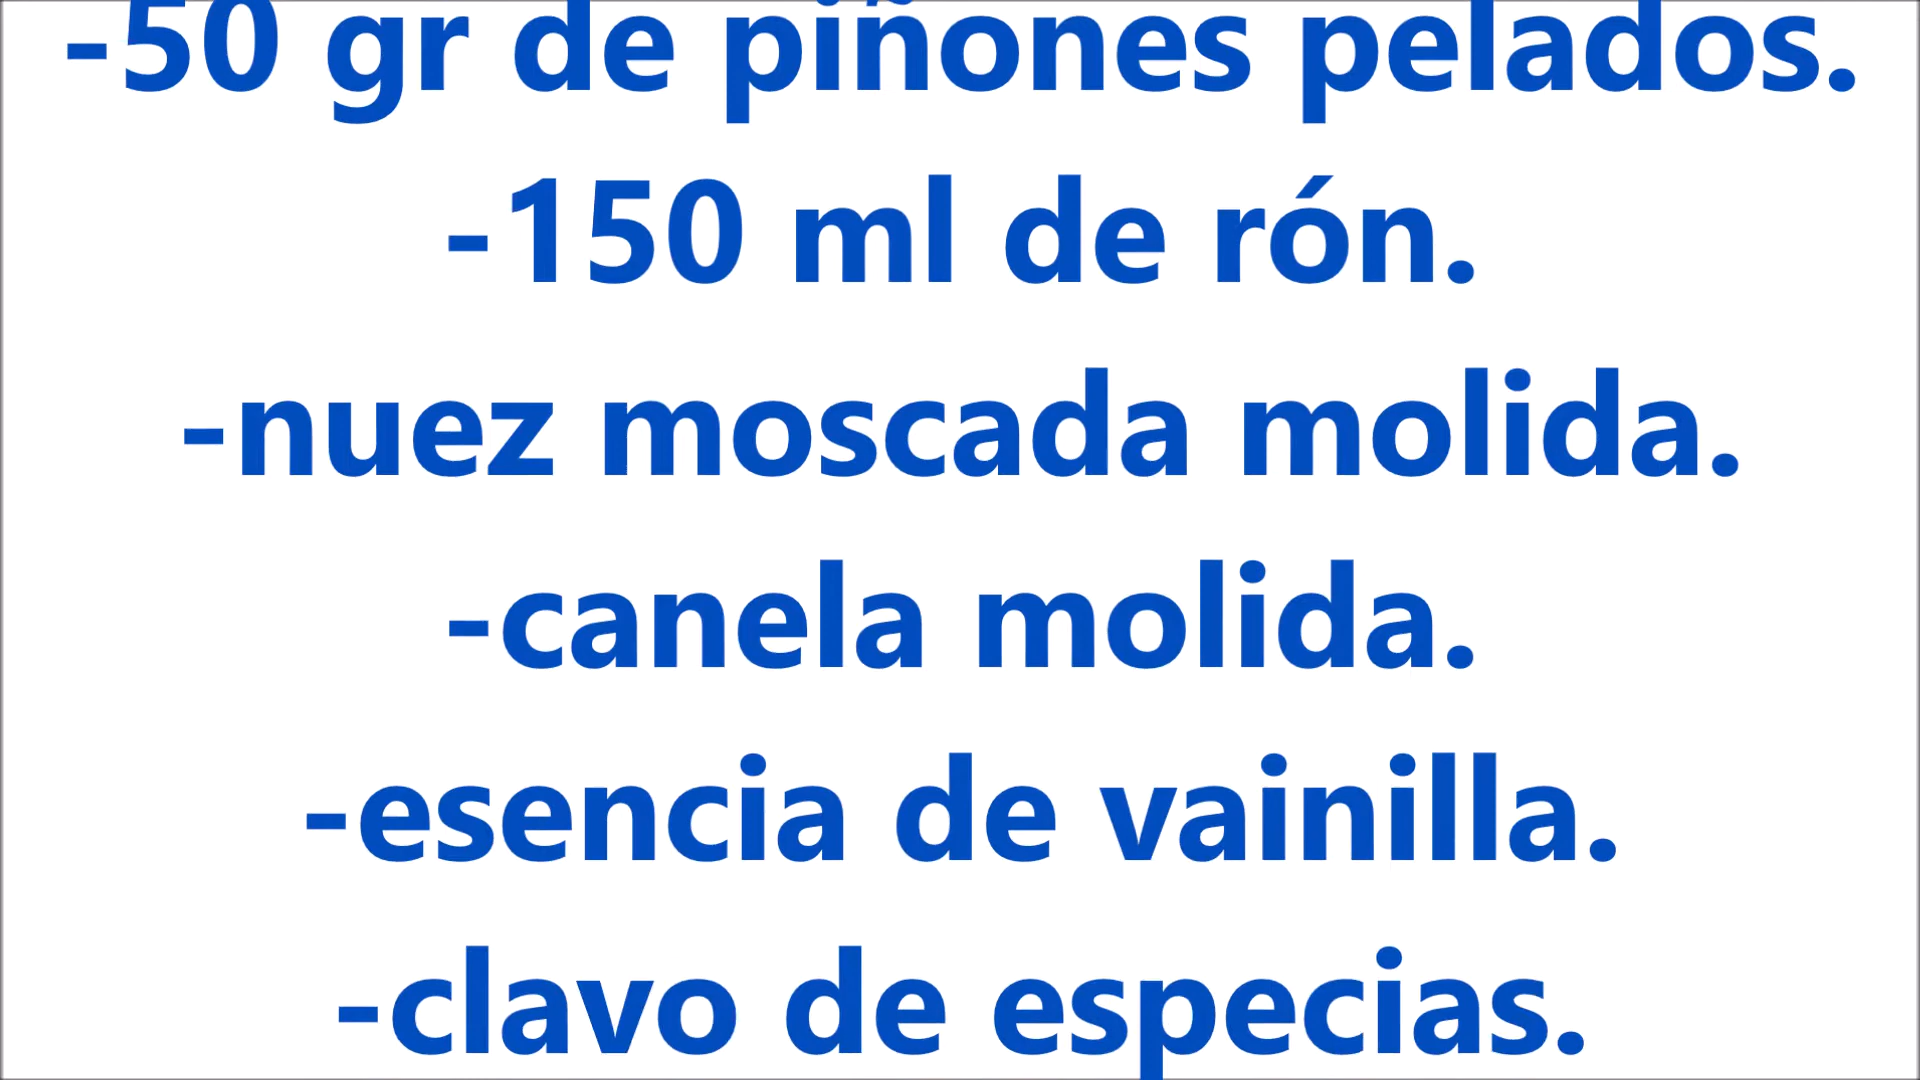 -50 gr de piñones pelados.
-150 ml de rón.
-nuez moscada molida.
-canela molida.
-esencia de vainilla.
-clavo de especias.